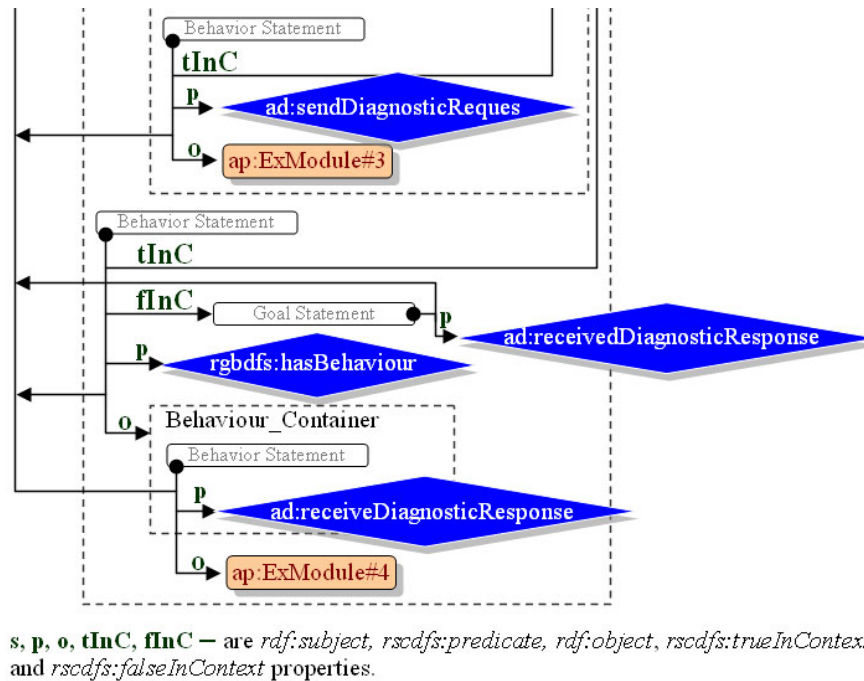 Behavior Statement
tInC
p
ad:sendDiagnosticReques
o
ap:ExModule#3
Behavior Statement
tInC
fInC
Goal Statement
p
ad:receivedDiagnosticResponse
p
rgbdfs:hasBehaviour
o
Behaviour_Container
Behavior Statement
p
ad:receiveDiagnosticResponse
o
ap:ExModule#4
s, p, o, tInC, fInC – are rdf:subject, rscdfs:predicate, rdf:object, rscdfs:trueInContex
and rscdfs:falseInContext properties.